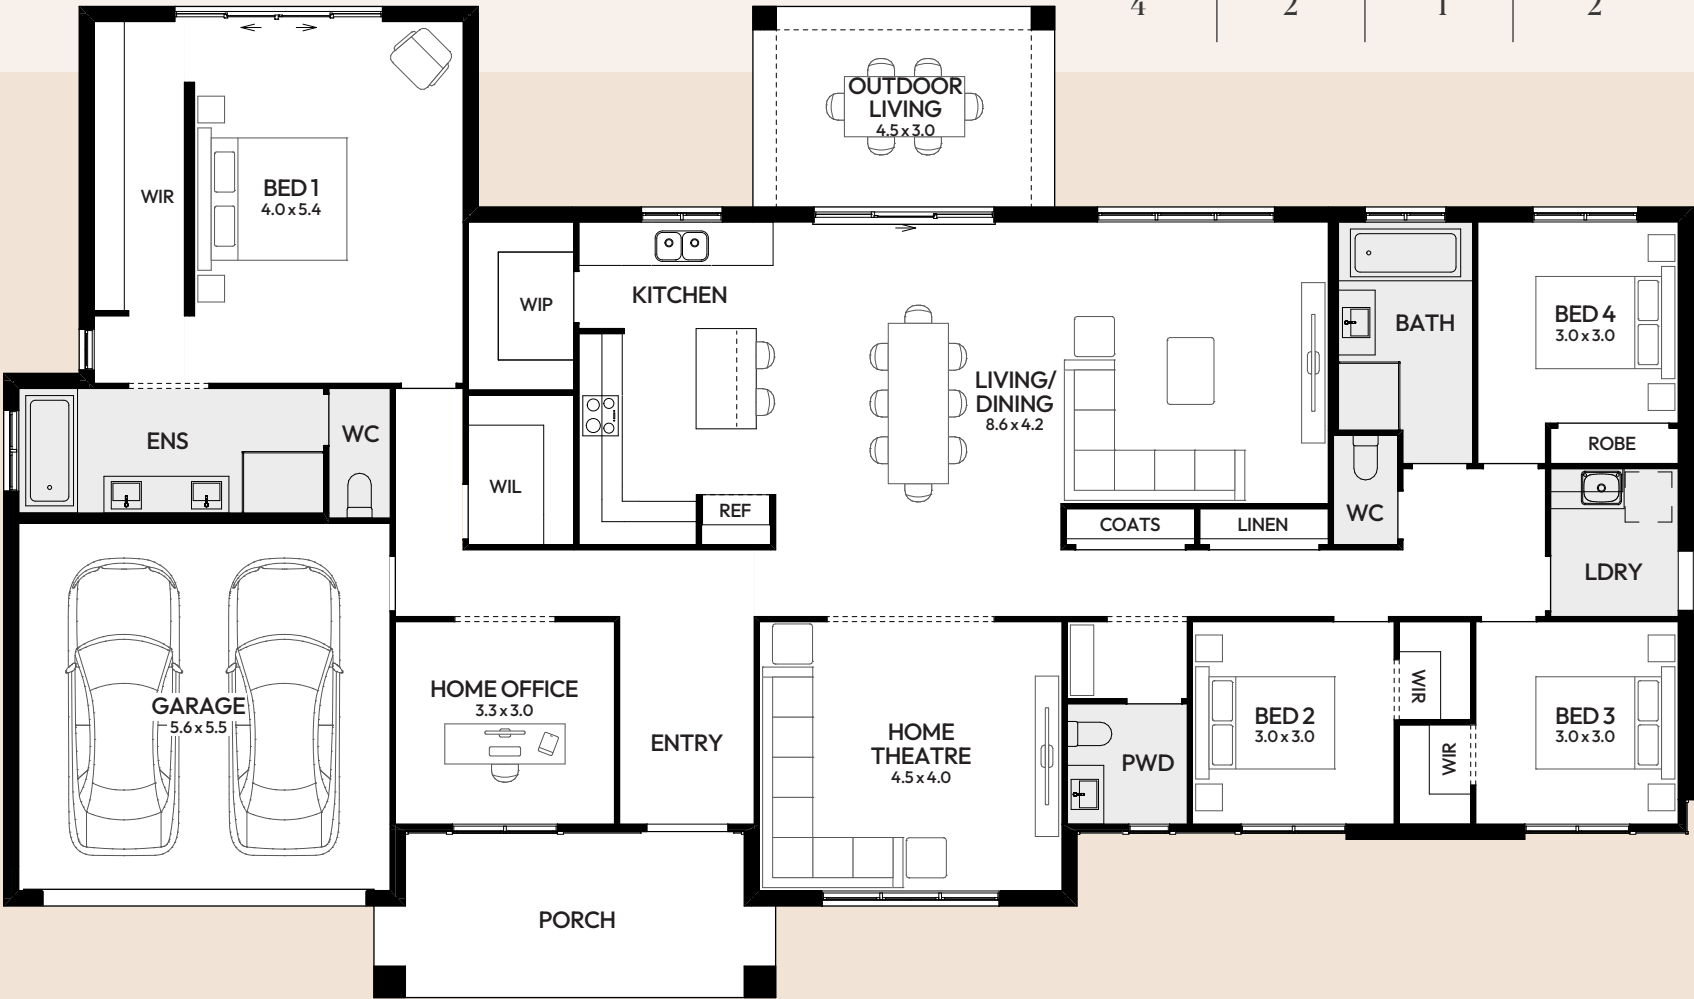 4 2 1 2
OUTDOOR
LIVING
4.5 x 3.0
WIR
BED 1
4.0 x 5.4
WIP
KITCHEN
BATH
BED 4
3.0 x 3.0
LIVING/
DINING
8.6 x 4.2
ENS
WC
WIL
REF
COATS
LINEN
WC
ROBE
LDRY
GARAGE
5.6 x 5.5
HOME OFFICE
3.3 x 3.0
ENTRY
HOME
THEATRE
4.5 x 4.0
PWD
BED 2
3.0 x 3.0
WIR
WIR
BED 3
3.0 x 3.0
PORCH